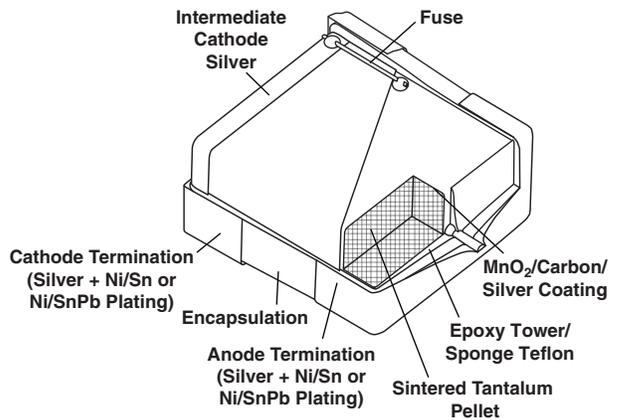 Intermediate
Cathode
Silver
Fuse
Cathode Termination
(Silver + Ni/Sn or
Ni/SnPb Plating)
Encapsulation
Anode Termination
(Silver + Ni/Sn or
Ni/SnPb Plating)
MnO₂/Carbon/
Silver Coating
Epoxy Tower/
Sponge Teflon
Sintered Tantalum
Pellet